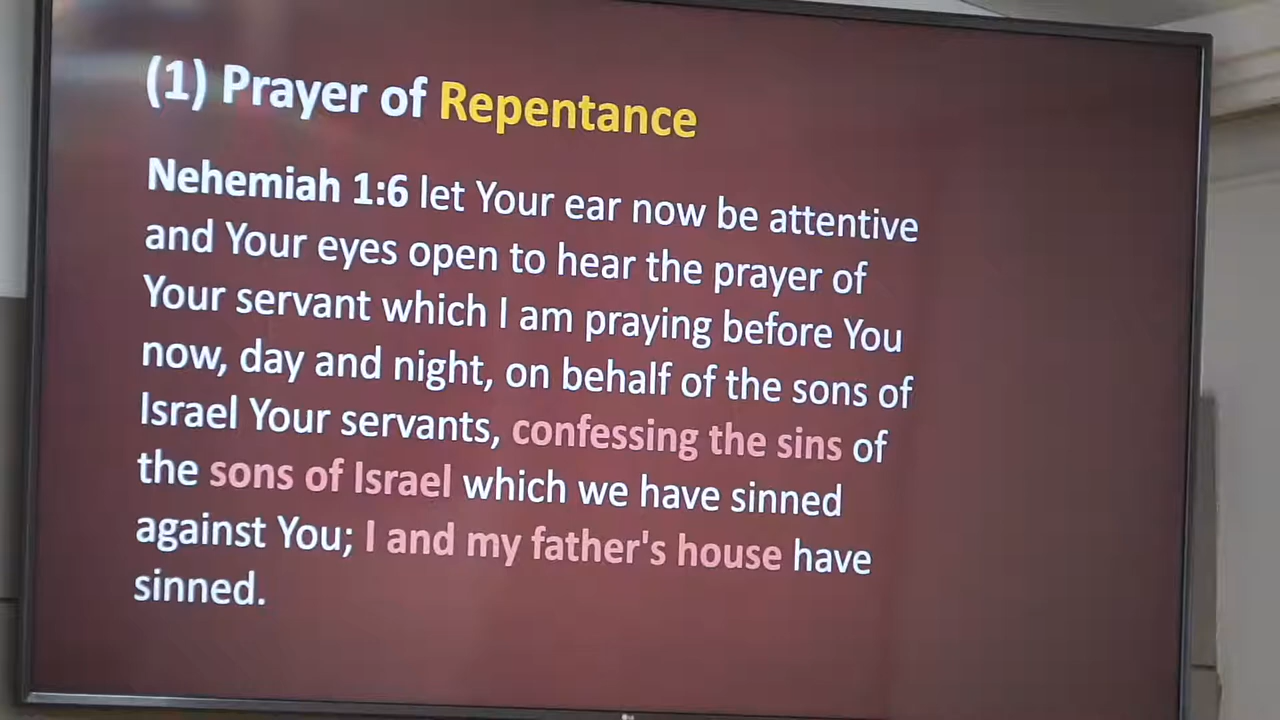 (1) Prayer of Repentance
Nehemiah 1:6 let Your ear now be attentive
and Your eyes open to hear the prayer of
Your servant which I am praying before You
now, day and night, on behalf of the sons of
Israel Your servants, confessing the sins of
the sons of Israel which we have sinned
against You; I and my father's house have
sinned.